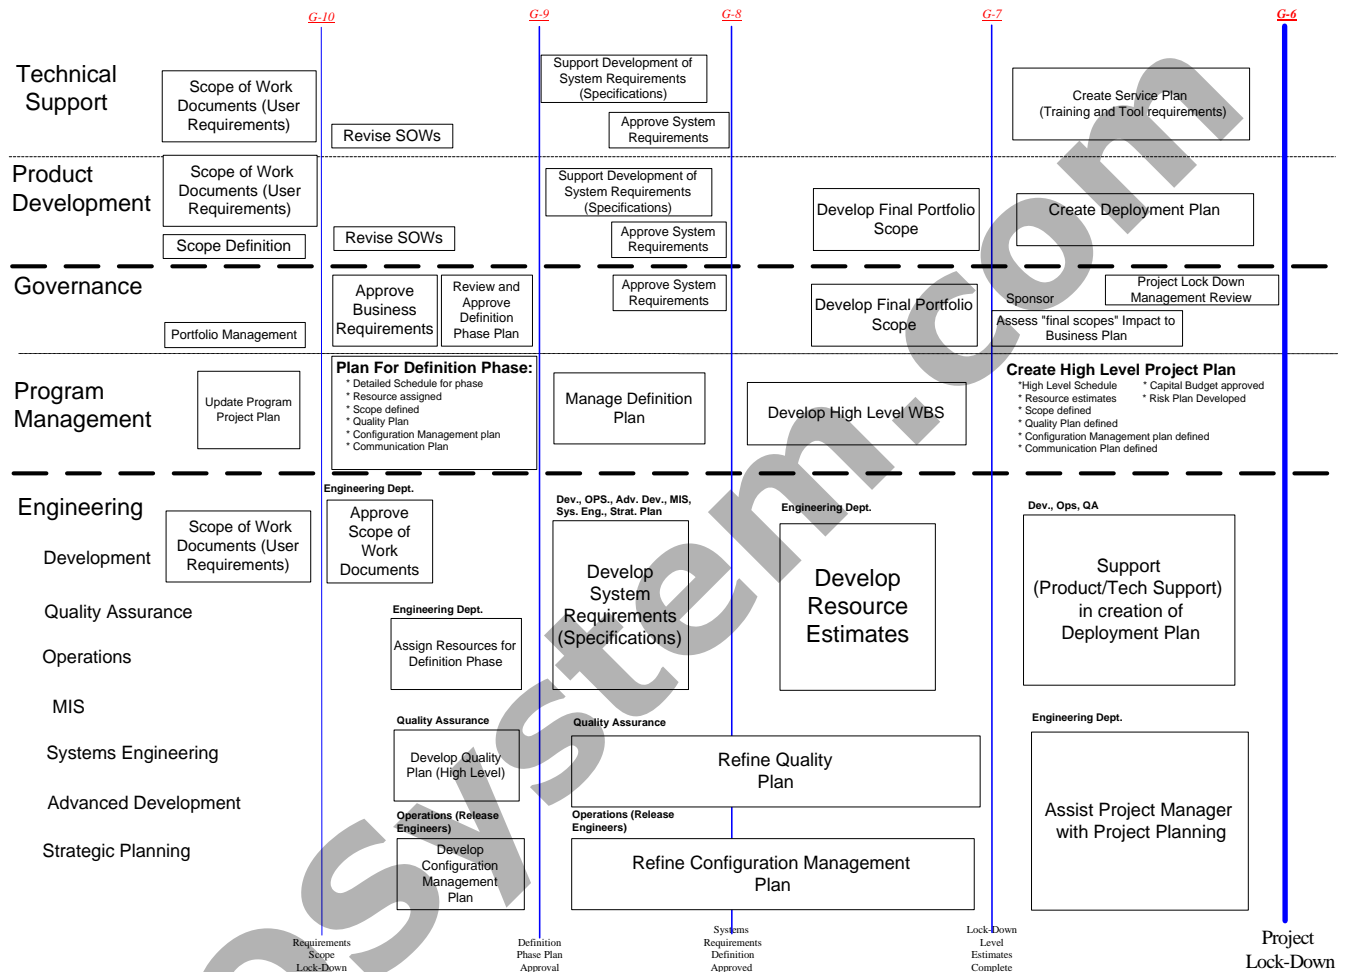 G-10
G-9
G-8
G-7
G-6
Technical
Support
Scope of Work
Documents (User
Requirements)
Revise SOWs
Support Development of
System Requirements
(Specifications)
Approve System
Requirements
Create Service Plan
(Training and Tool requirements)
Product
Development
Scope of Work
Documents (User
Requirements)
Scope Definition
Revise SOWs
Support Development of
System Requirements
(Specifications)
Approve System
Requirements
Develop Final Portfolio
Scope
Create Deployment Plan
Governance
Portfolio Management
Approve
Business
Requirements
Review and
Approve
Definition
Phase Plan
Approve System
Requirements
Develop Final Portfolio
Scope
Sponsor
Project Lock Down
Management Review
Assess "final scopes" Impact to
Business Plan
Program
Management
Update Program
Project Plan
Plan For Definition Phase:
* Detailed Schedule for phase
* Resource assigned
* Scope defined
* Quality Plan
* Configuration Management plan
* Communication Plan
Manage Definition
Plan
Develop High Level WBS
Create High Level Project Plan
*High Level Schedule
* Resource estimates
* Scope defined
* Quality Plan defined
* Configuration Management plan defined
* Communication Plan defined
* Capital Budget approved
* Risk Plan Developed
Engineering
Development
Quality Assurance
Operations
MIS
Systems Engineering
Advanced Development
Strategic Planning
Scope of Work
Documents (User
Requirements)
Engineering Dept.
Approve
Scope of
Work
Documents
Engineering Dept.
Assign Resources for
Definition Phase
Quality Assurance
Develop Quality
Plan (High Level)
Operations (Release
Engineers)
Develop
Configuration
Management
Plan
Dev., OPS., Adv. Dev., MIS,
Sys. Eng., Strat. Plan
Develop
System
Requirements
(Specifications)
Quality Assurance
Refine Quality
Plan
Operations (Release
Engineers)
Refine Configuration Management
Plan
Engineering Dept.
Develop
Resource
Estimates
Dev., Ops, QA
Support
(Product/Tech Support)
in creation of
Deployment Plan
Engineering Dept.
Assist Project Manager
with Project Planning
Requirements
Scope
Lock-Down
Definition
Phase Plan
Approval
Systems
Requirements
Definition
Approved
Lock-Down
Level
Estimates
Complete
Project
Lock-Down
system.com